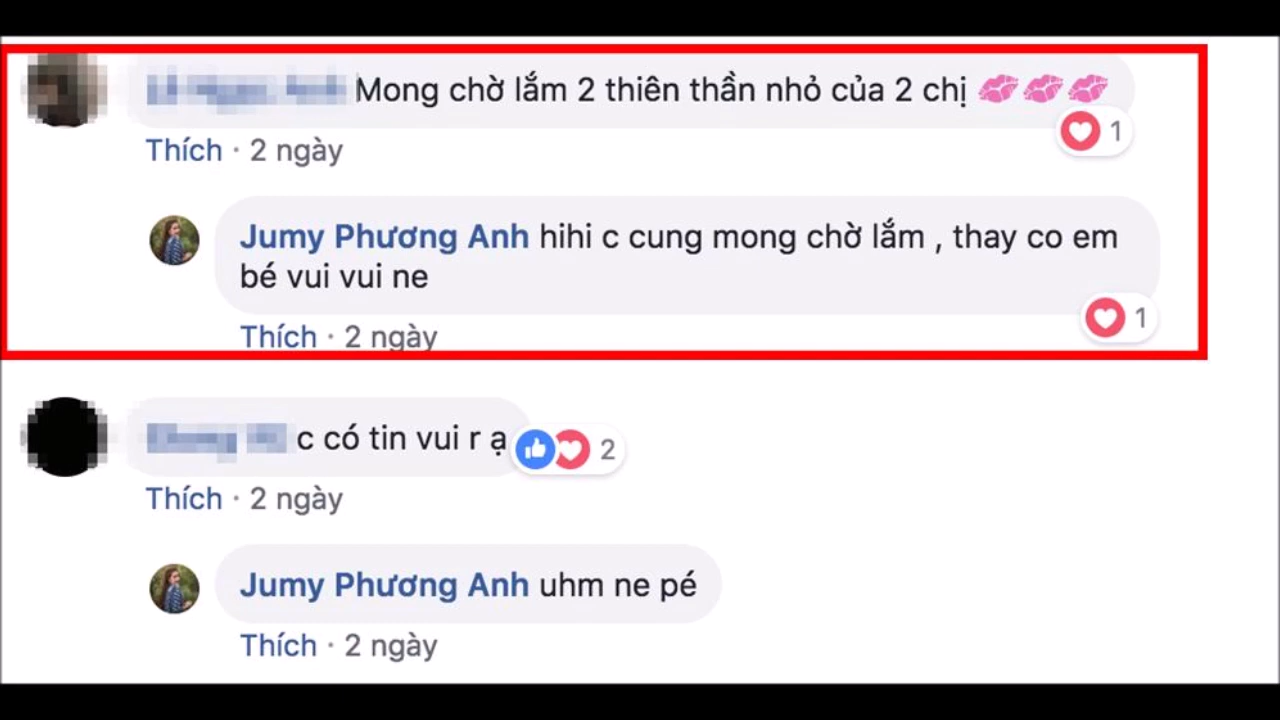 Mong chờ lắm 2 thiên thần nhỏ của 2 chị 💋💋💋
1
Thích · 2 ngày
Jumy Phương Anh hihi c cung mong chờ lắm , thay co em
bé vui vui ne
1
Thích · 2 ngày
c có tin vui r ạ
2
Thích · 2 ngày
Jumy Phương Anh uhm ne pé
Thích · 2 ngày